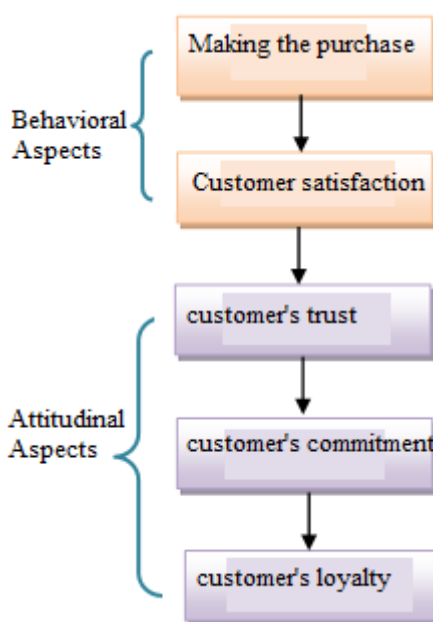 Making the purchase
Behavioral
Aspects
Customer satisfaction
customer's trust
Attitudinal
Aspects
customer's commitment
customer's loyalty